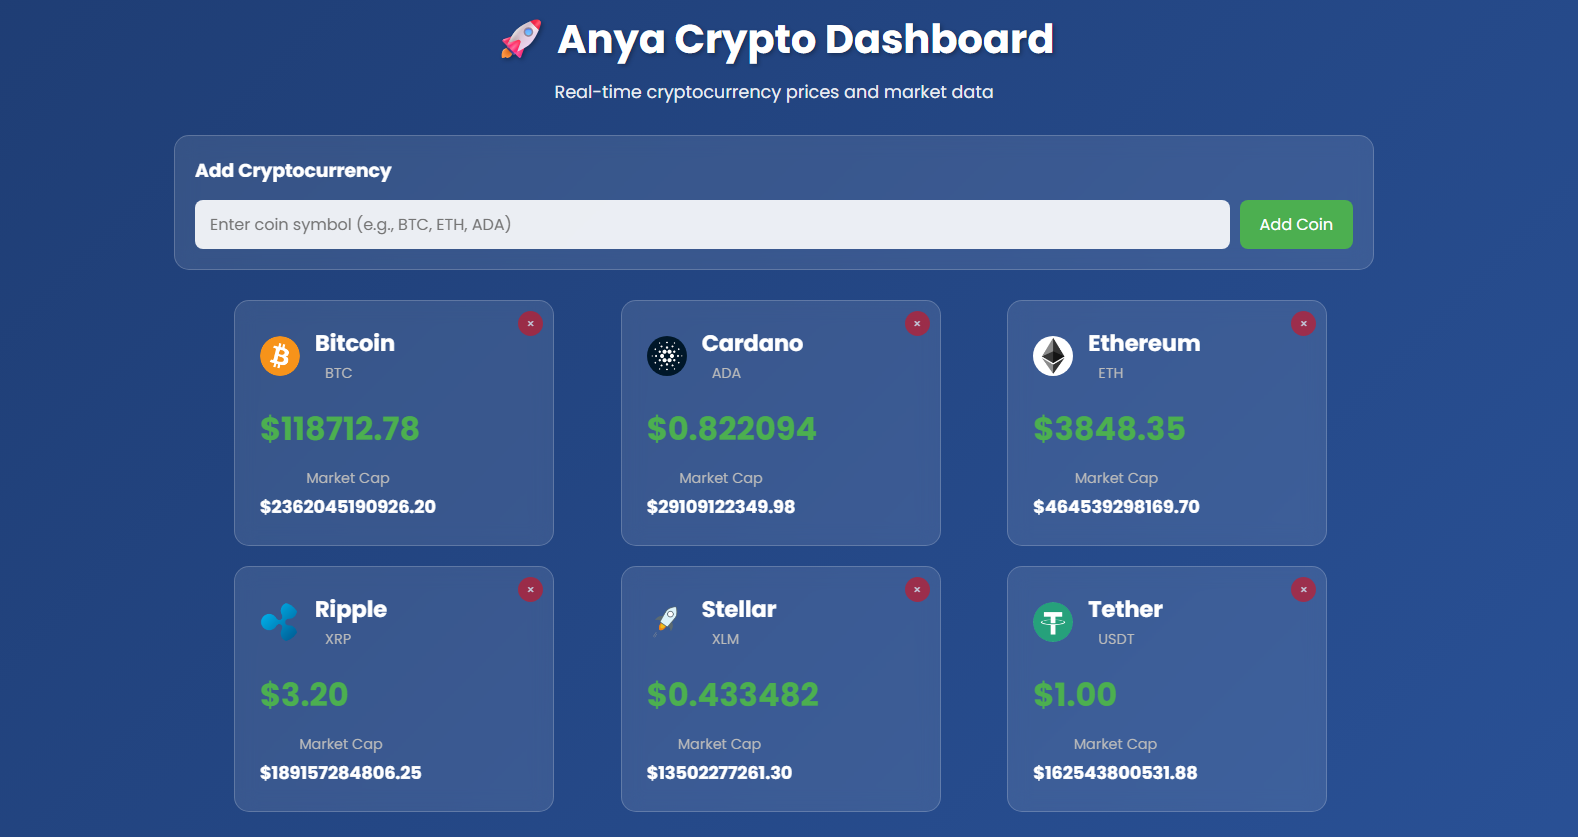 Anya Crypto Dashboard
Real-time cryptocurrency prices and market data
Add Cryptocurrency
Enter coin symbol (e.g., BTC, ETH, ADA)
Add Coin
×
Bitcoin
BTC
$118712.78
Market Cap
$2362045190926.20
×
Cardano
ADA
$0.822094
Market Cap
$29109122349.98
×
Ethereum
ETH
$3848.35
Market Cap
$464539298169.70
×
Ripple
XRP
$3.20
Market Cap
$189157284806.25
×
Stellar
XLM
$0.433482
Market Cap
$13502277261.30
×
Tether
USDT
$1.00
Market Cap
$162543800531.88